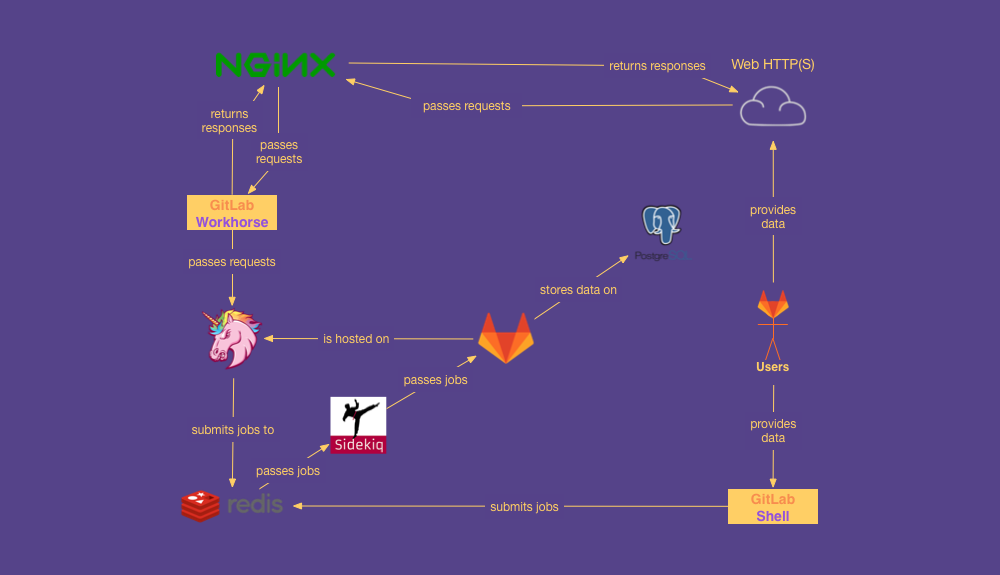 NGiNX
returns responses
Web HTTP(S)
passes requests
returns
responses
passes
requests
GitLab
Workhorse
provides
data
PostgreSQL
passes requests
stores data on
is hosted on
Users
passes jobs
submits jobs to
provides
data
Sidekiq
passes jobs
redis
submits jobs
GitLab
Shell